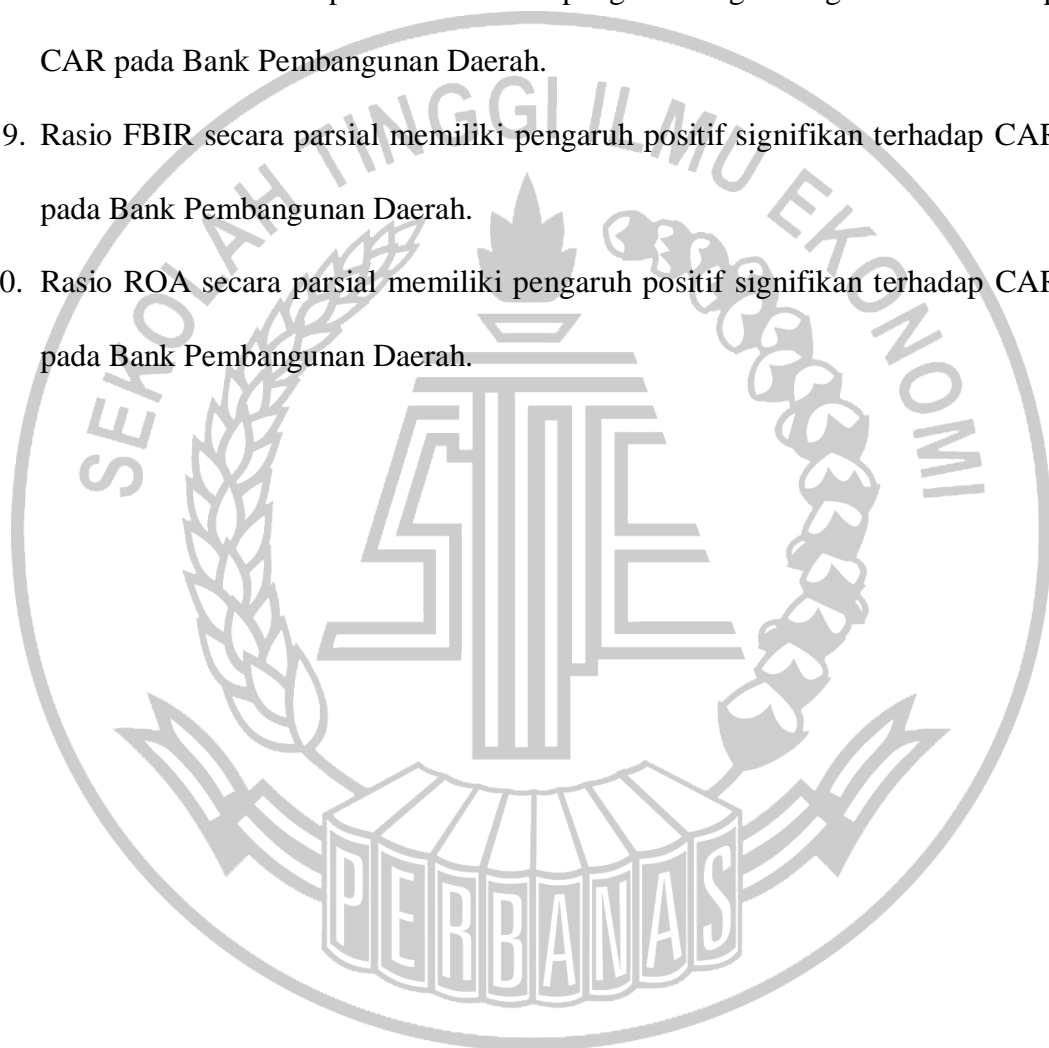 CAR pada Bank Pembangunan Daerah.
9. Rasio FBIR secara parsial memiliki pengaruh positif signifikan terhadap CAR
pada Bank Pembangunan Daerah.
0. Rasio ROA secara parsial memiliki pengaruh positif signifikan terhadap CAR
pada Bank Pembangunan Daerah.
SEKOLAH TINGGI ILMU EKONOMI
STIE
PERBANAS